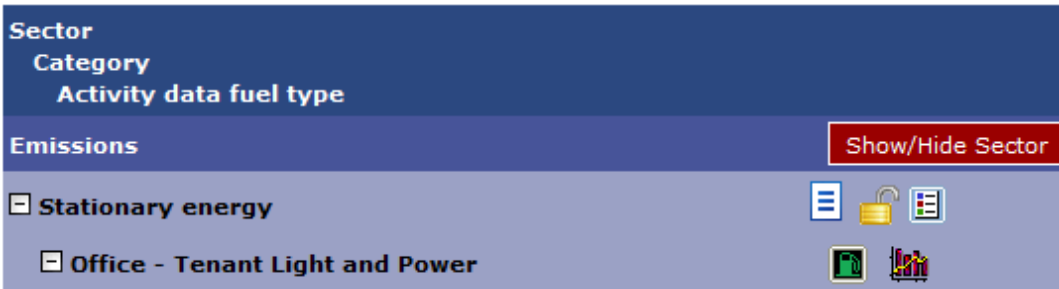 Sector
Category
Activity data fuel type
Emissions
Show/Hide Sector
Stationary energy
Office - Tenant Light and Power